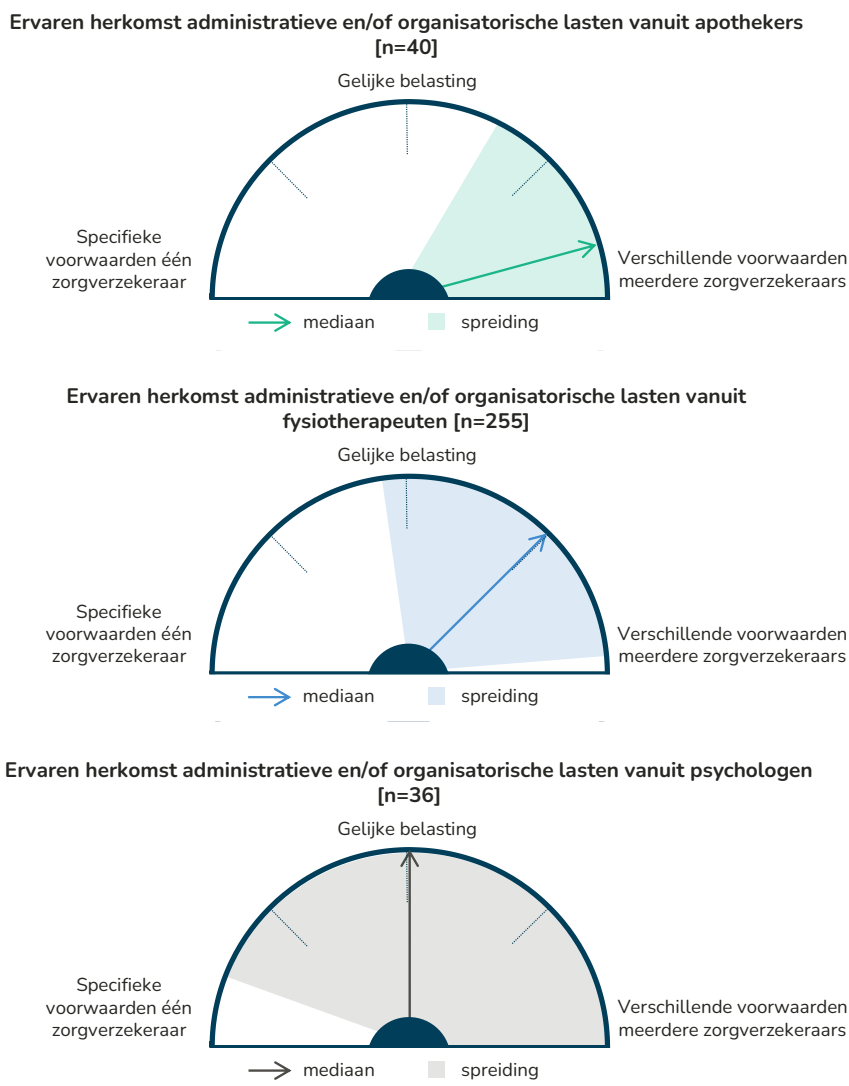 Ervaren herkomst administratieve en/of organisatorische lasten vanuit apothekers
[n=40]
Gelijke belasting
Specifieke
voorwaarden één
zorgverzekeraar
Verschillende voorwaarden
meerdere zorgverzekeraars
mediaan
spreiding
Ervaren herkomst administratieve en/of organisatorische lasten vanuit
fysiotherapeuten [n=255]
Gelijke belasting
Specifieke
voorwaarden één
zorgverzekeraar
Verschillende voorwaarden
meerdere zorgverzekeraars
mediaan
spreiding
Ervaren herkomst administratieve en/of organisatorische lasten vanuit psychologen
[n=36]
Gelijke belasting
Specifieke
voorwaarden één
zorgverzekeraar
Verschillende voorwaarden
meerdere zorgverzekeraars
mediaan
spreiding